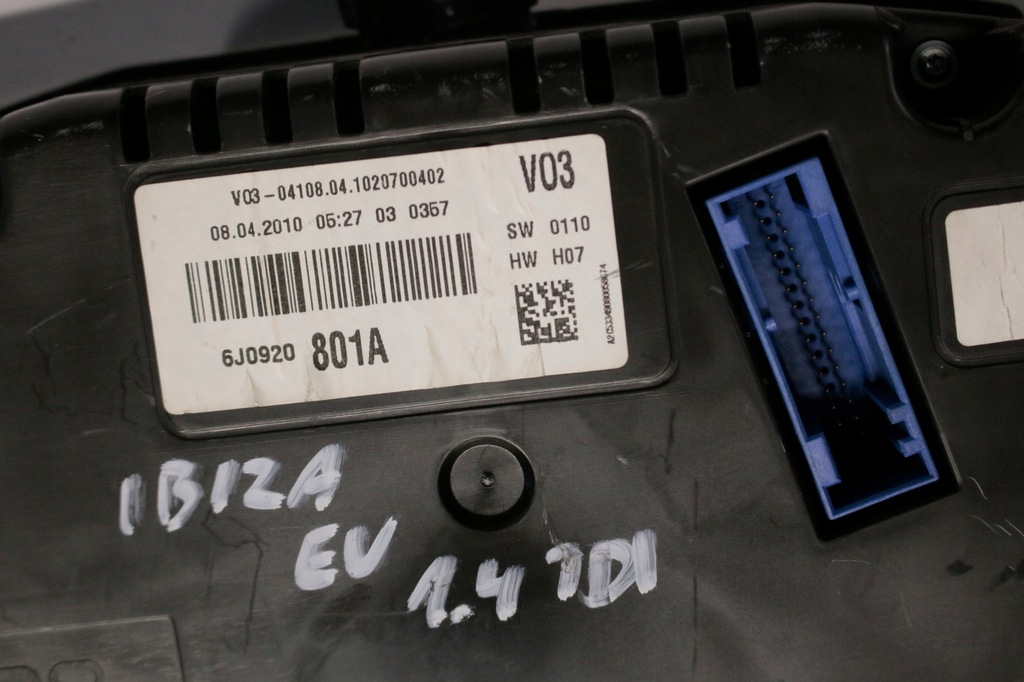 V03-04108.04.1020700402
08.04.2010 05:27 03 0357
6J0920 801A
V03
SW 0110
HW H07
IBIZA
EU
1.4 TDI